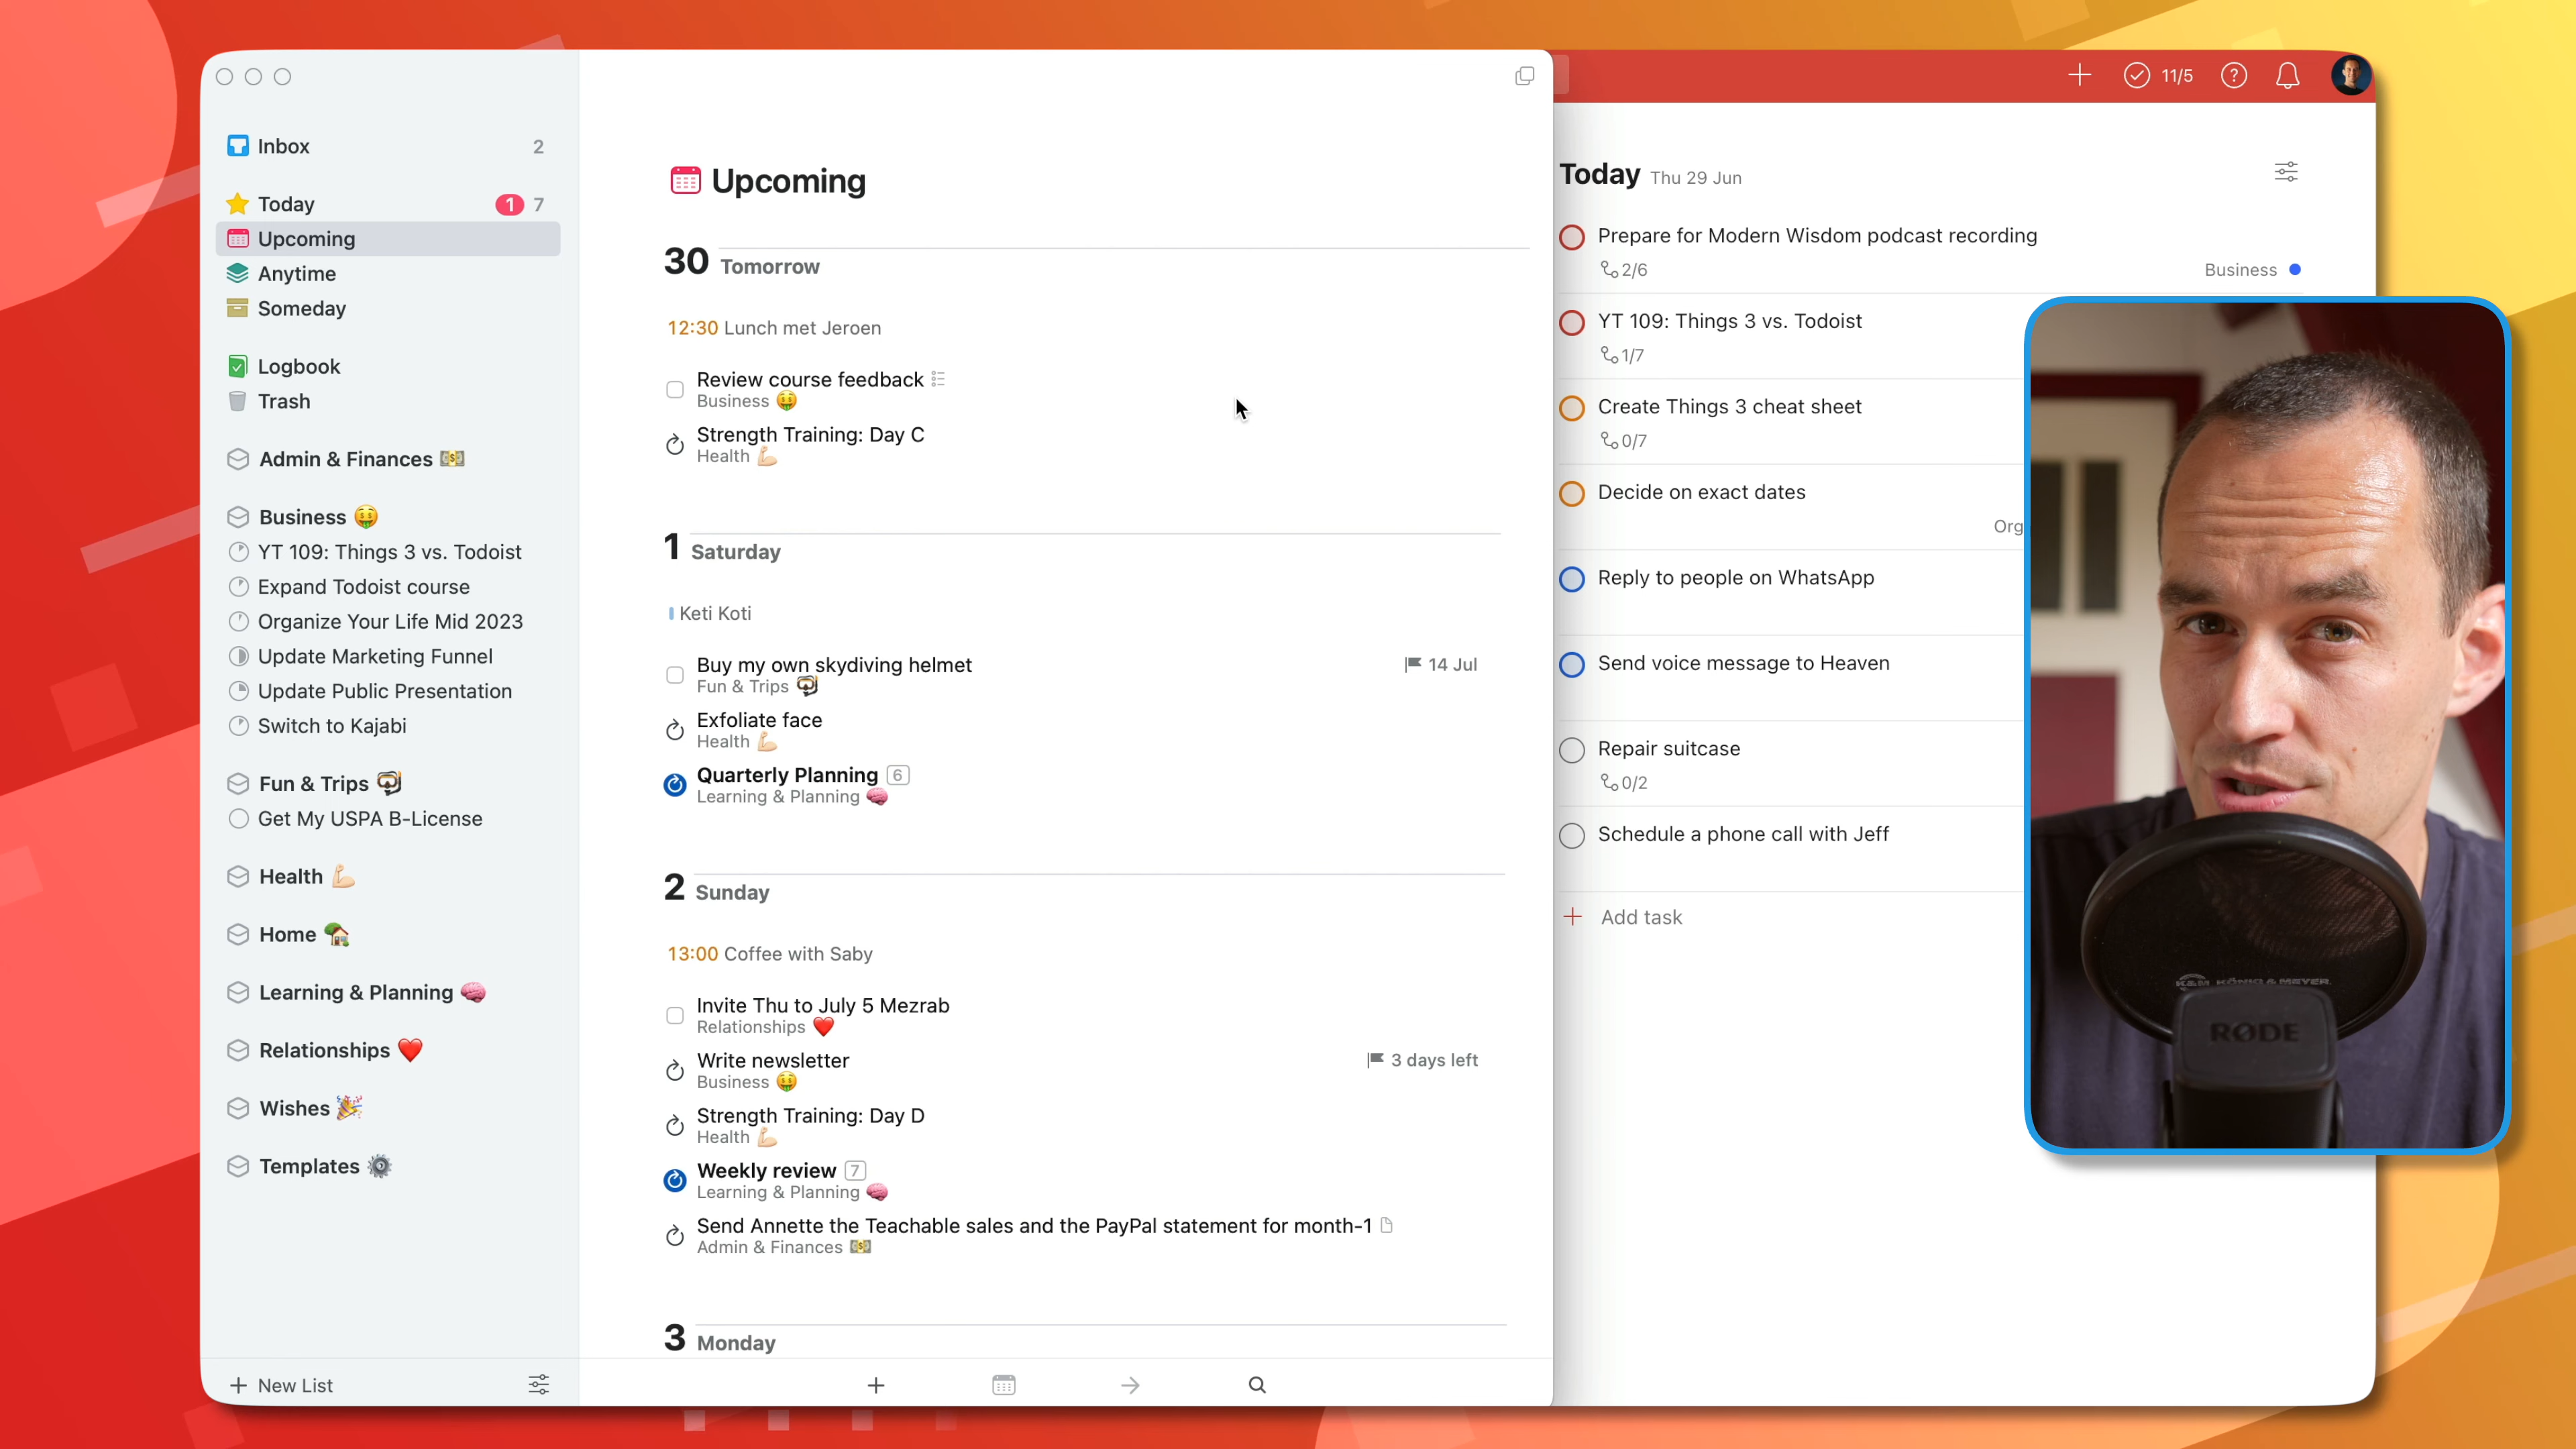 Inbox 2
Today 1 7
Upcoming
Anytime
Someday
Logbook
Trash
Admin & Finances 💵
Business 🤑
YT 109: Things 3 vs. Todoist
Expand Todoist course
Organize Your Life Mid 2023
Update Marketing Funnel
Update Public Presentation
Switch to Kajabi
Fun & Trips 🤿
Get My USPA B-License
Health 💪🏻
Home 🏡
Learning & Planning 🧠
Relationships ❤️
Wishes 🎉
Templates ⚙️
+ New List
Upcoming
30 Tomorrow
12:30 Lunch met Jeroen
Review course feedback
Business 🤑
Strength Training: Day C
Health 💪🏻
1 Saturday
Keti Koti
Buy my own skydiving helmet 14 Jul
Fun & Trips 🤿
Exfoliate face
Health 💪🏻
Quarterly Planning 6
Learning & Planning 🧠
2 Sunday
13:00 Coffee with Saby
Invite Thu to July 5 Mezrab
Relationships ❤️
Write newsletter 3 days left
Business 🤑
Strength Training: Day D
Health 💪🏻
Weekly review 7
Learning & Planning 🧠
Send Annette the Teachable sales and the PayPal statement for month-1
Admin & Finances 💵
3 Monday
11/5
Today Thu 29 Jun
Prepare for Modern Wisdom podcast recording
2/6 Business
YT 109: Things 3 vs. Todoist
1/7
Create Things 3 cheat sheet
0/7
Decide on exact dates
Org
Reply to people on WhatsApp
Send voice message to Heaven
Repair suitcase
0/2
Schedule a phone call with Jeff
+ Add task
K&M KÖNIG & MEYER
RØDE